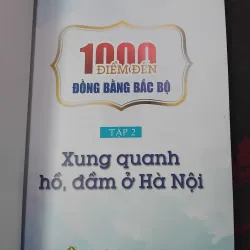 1000
ĐIỂM ĐẾN
ĐỒNG BẰNG BẮC BỘ
TẬP 2
Xung quanh
hồ, đầm ở Hà Nội